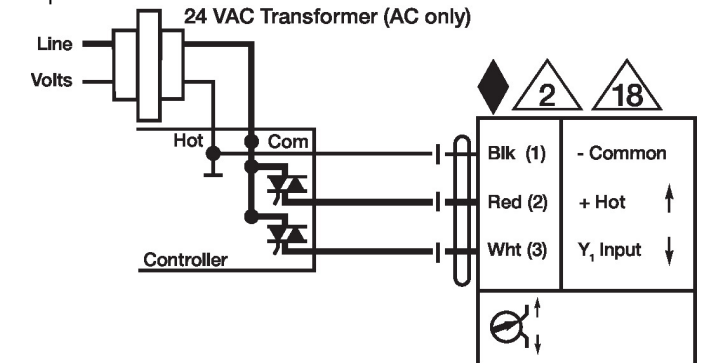 24 VAC Transformer (AC only)
Line
Volts
2
18
Hot
Com
Blk (1)
- Common
Red (2)
+ Hot
Wht (3)
Y1 Input
Controller